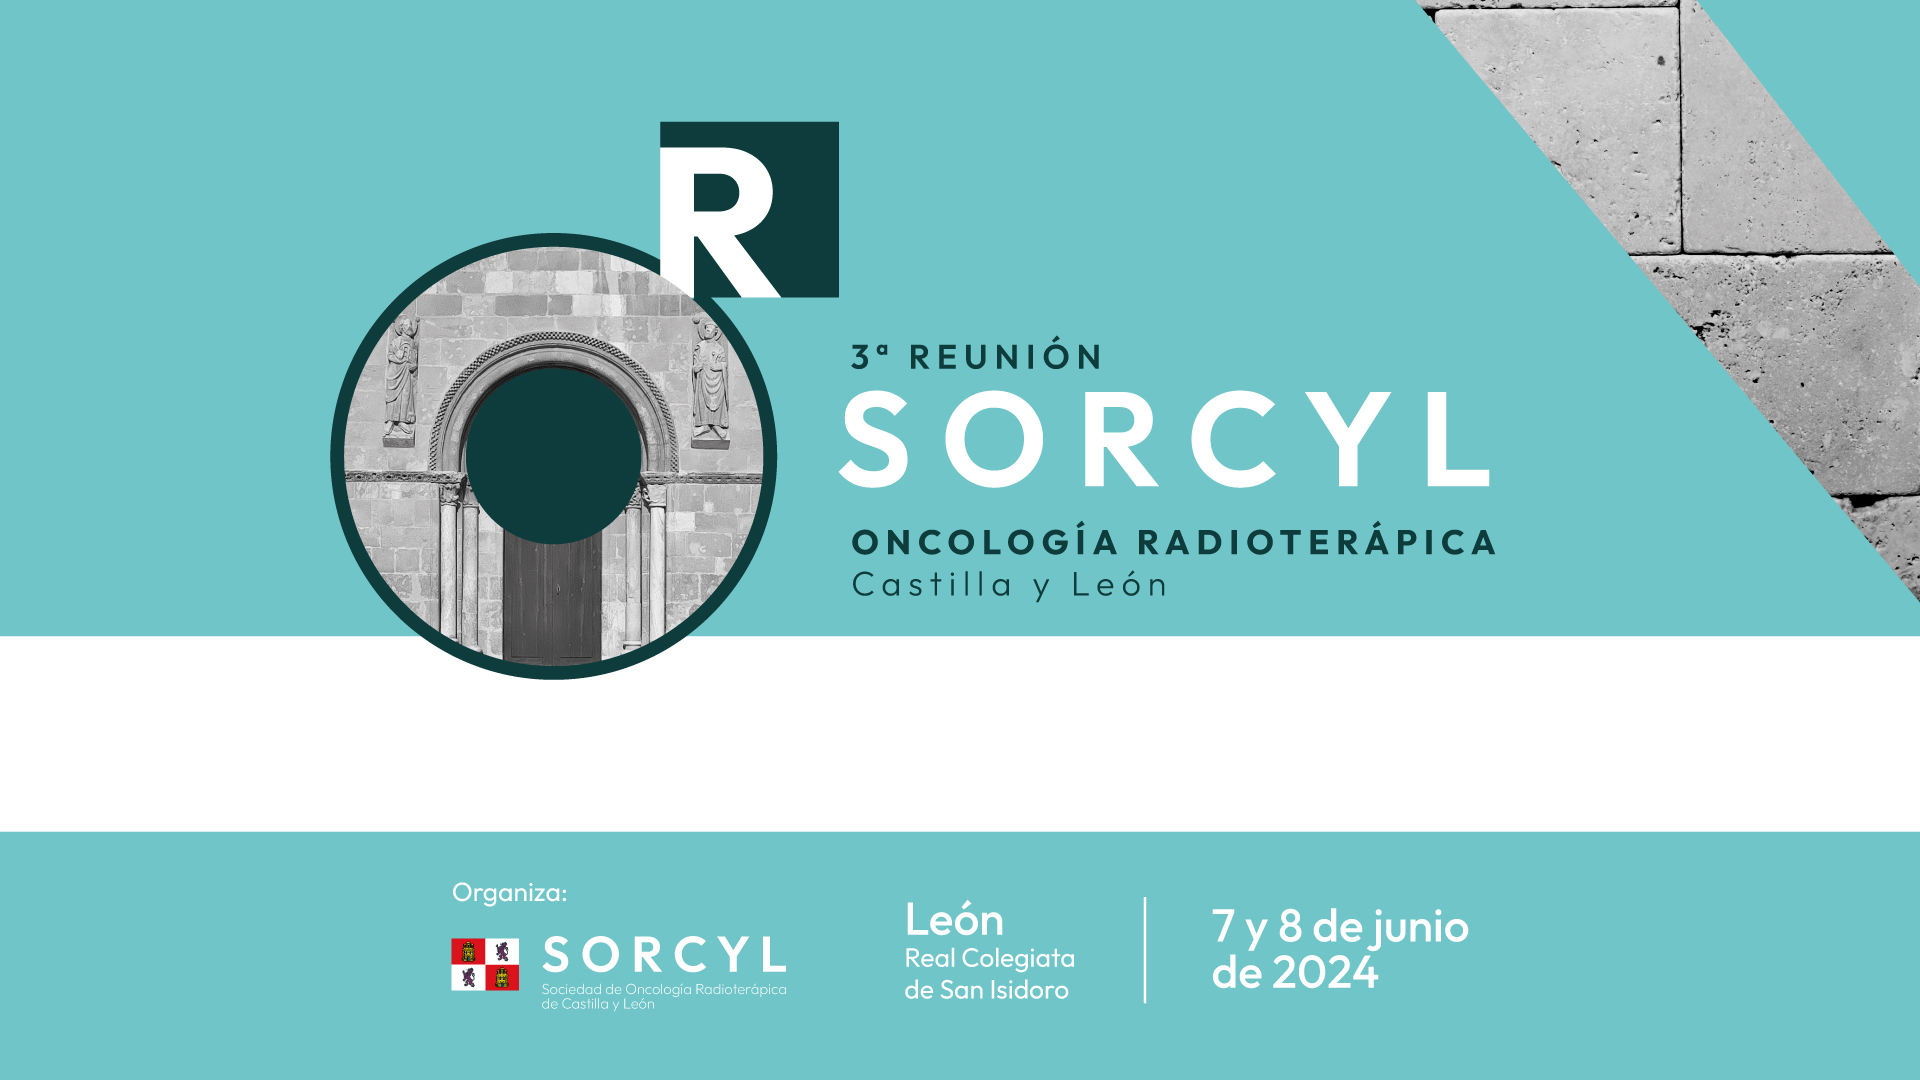 OR
3ª REUNIÓN
SORCYL
ONCOLOGÍA RADIOTERÁPICA
Castilla y León
Organiza:
SORCYL
Sociedad de Oncología Radioterápica
de Castilla y León
León
Real Colegiata
de San Isidoro
7 y 8 de junio
de 2024